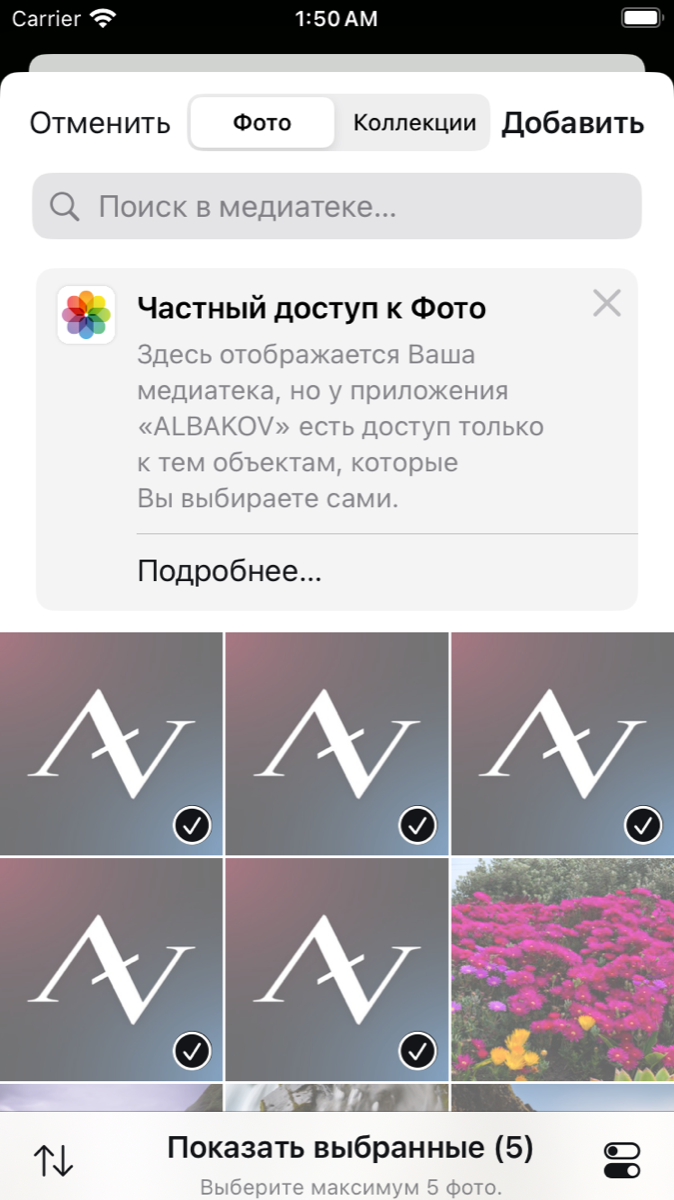 Carrier 1:50 AM
Отменить Фото Коллекции Добавить
Поиск в медиатеке...
Частный доступ к Фото
Здесь отображается Ваша
медиатека, но у приложения
«ALBAKOV» есть доступ только
к тем объектам, которые
Вы выбираете сами.
Подробнее...
Показать выбранные (5)
Выберите максимум 5 фото.